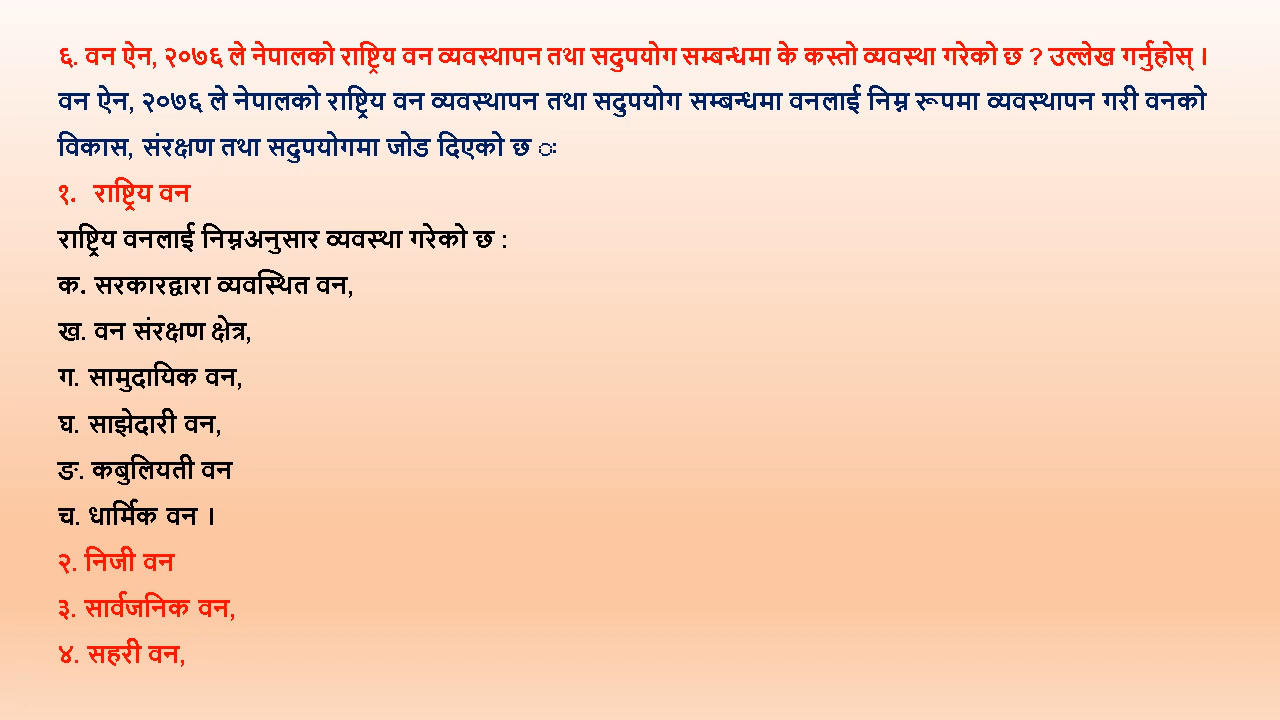 ६. वन ऐन, २०७६ ले नेपालको राष्ट्रिय वन व्यवस्थापन तथा सदुपयोग सम्बन्धमा के कस्तो व्यवस्था गरेको छ ? उल्लेख गर्नुहोस् ।
वन ऐन, २०७६ ले नेपालको राष्ट्रिय वन व्यवस्थापन तथा सदुपयोग सम्बन्धमा वनलाई निम्न रूपमा व्यवस्थापन गरी वनको
विकास, संरक्षण तथा सदुपयोगमा जोड दिएको छ ः
१. राष्ट्रिय वन
राष्ट्रिय वनलाई निम्नअनुसार व्यवस्था गरेको छ :
क. सरकारद्वारा व्यवस्थित वन,
ख. वन संरक्षण क्षेत्र,
ग. सामुदायिक वन,
घ. साझेदारी वन,
ङ. कबुलियती वन
च. धार्मिक वन ।
२. निजी वन
३. सार्वजनिक वन,
४. सहरी वन,